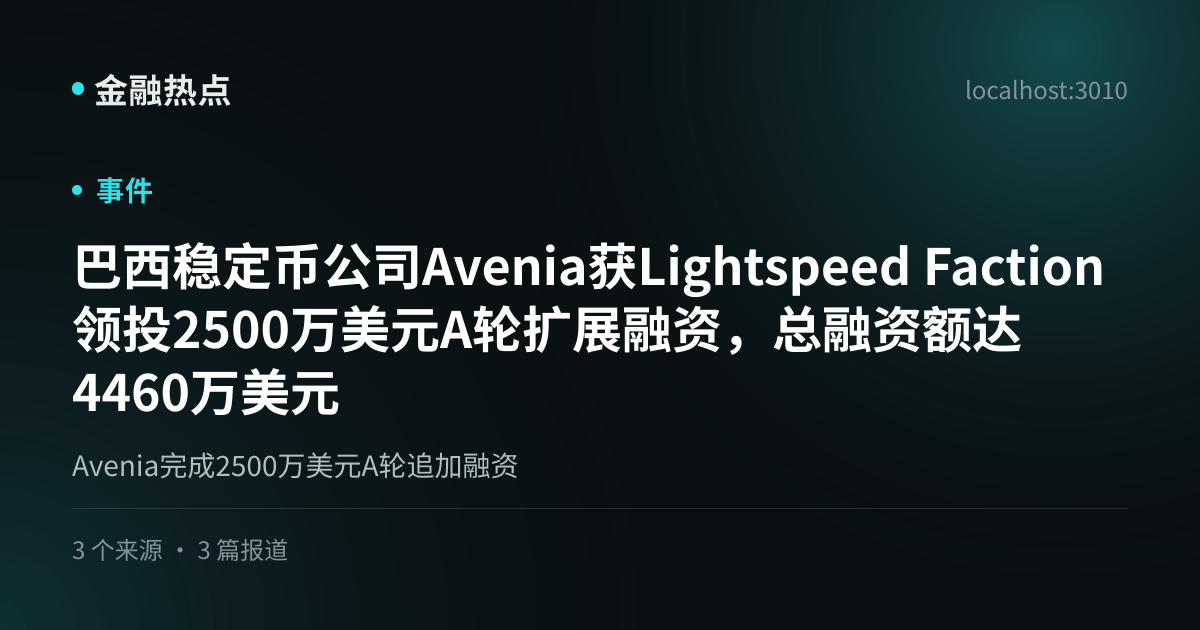 金融热点
localhost:3010
事件
巴西稳定币公司Avenia获Lightspeed Faction
领投2500万美元A轮扩展融资，总融资额达
4460万美元
Avenia完成2500万美元A轮追加融资
3 个来源 · 3 篇报道